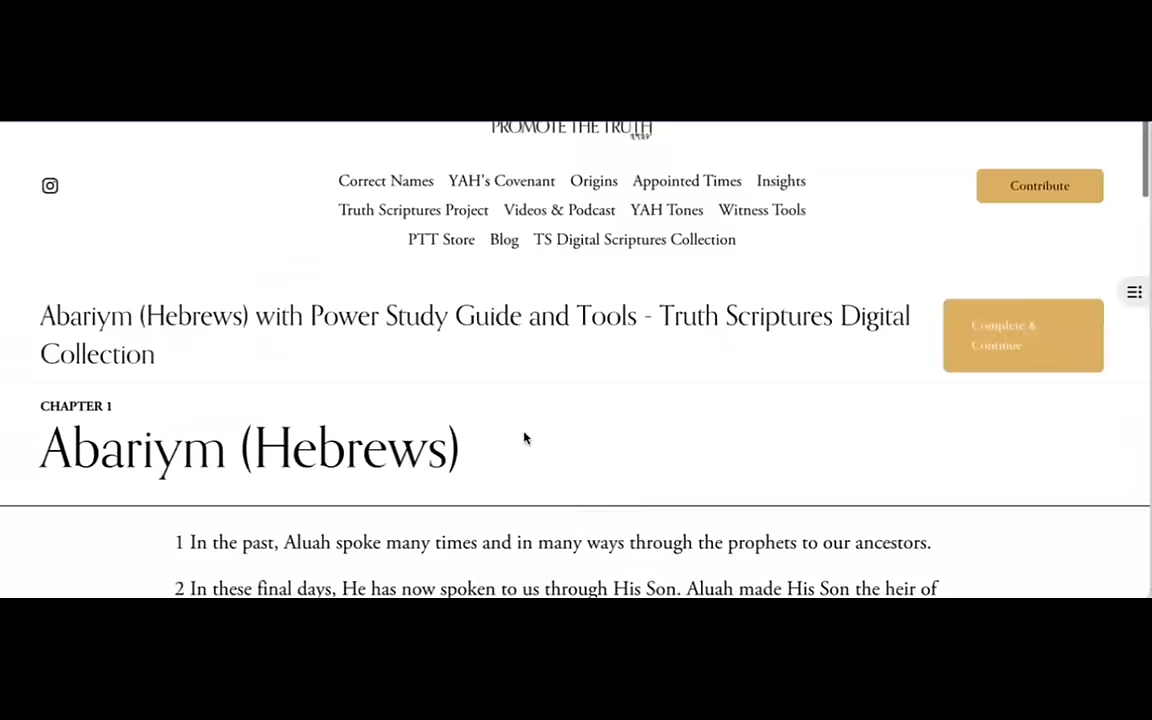 PROMOTE THE TRUTH
Correct Names YAH's Covenant Origins Appointed Times Insights
Contribute
Truth Scriptures Project Videos & Podcast YAH Tones Witness Tools
PTT Store Blog TS Digital Scriptures Collection
Abariym (Hebrews) with Power Study Guide and Tools - Truth Scriptures Digital
Collection
Complete &
Continue
CHAPTER 1
Abariym (Hebrews)
1 In the past, Aluah spoke many times and in many ways through the prophets to our ancestors.
2 In these final days, He has now spoken to us through His Son. Aluah made His Son the heir of